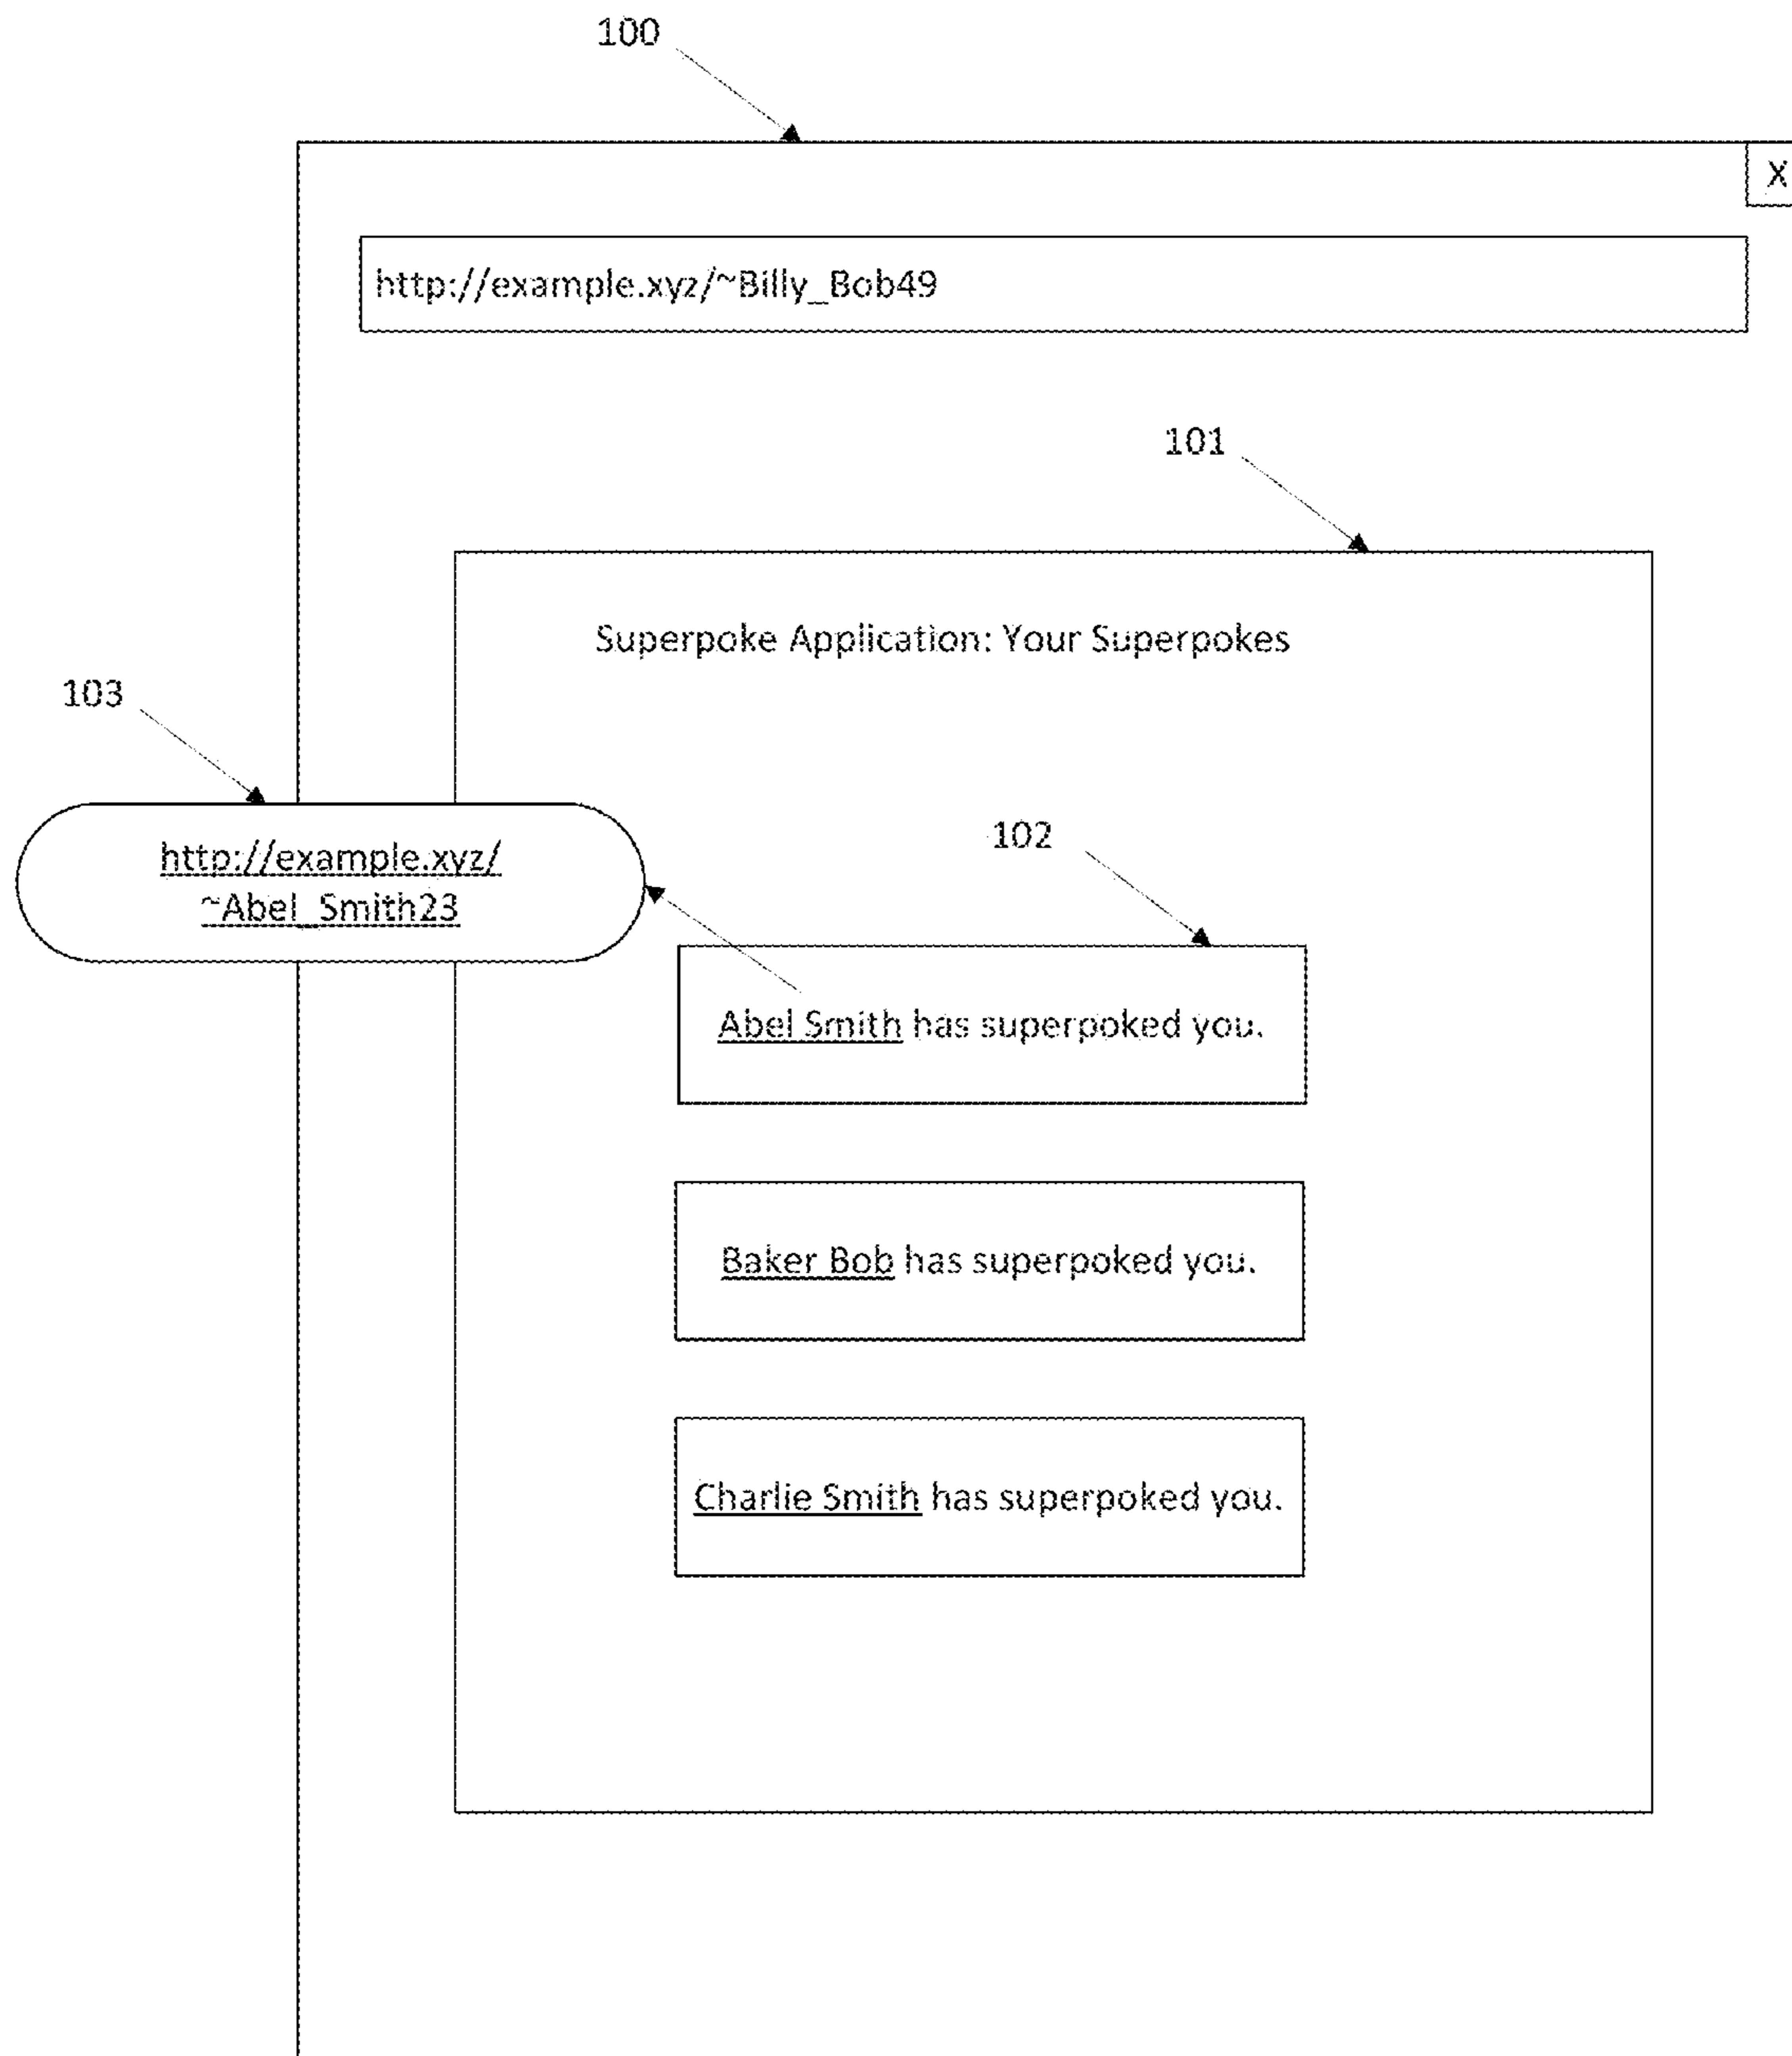 100
X
http://example.xyz/~Billy_Bob49
101
Superpoke Application: Your Superpokes
103
http://example.xyz/
~Abel_Smith23
102
Abel Smith has superpoked you.
Baker Bob has superpoked you.
Charlie Smith has superpoked you.